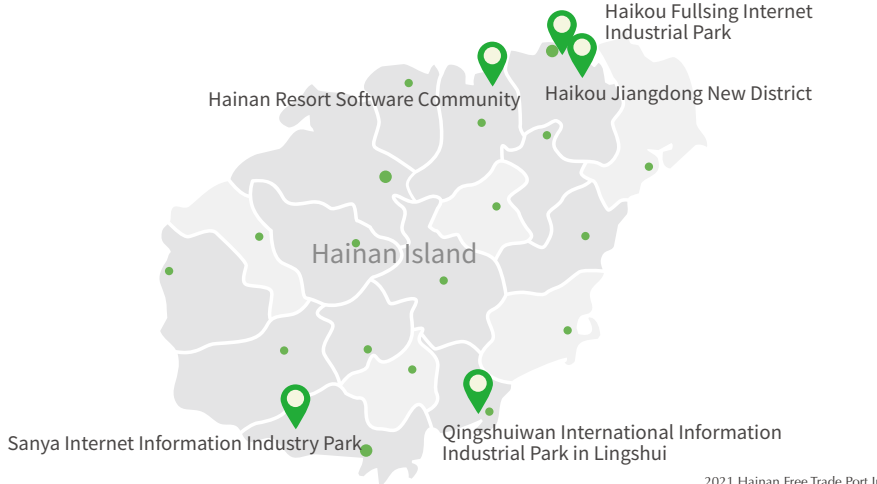 Haikou Fullsing Internet
Industrial Park
Hainan Resort Software Community
Haikou Jiangdong New District
Hainan Island
Sanya Internet Information Industry Park
Qingshuiwan International Information
Industrial Park in Lingshui
2021 Hainan Free Trade Port